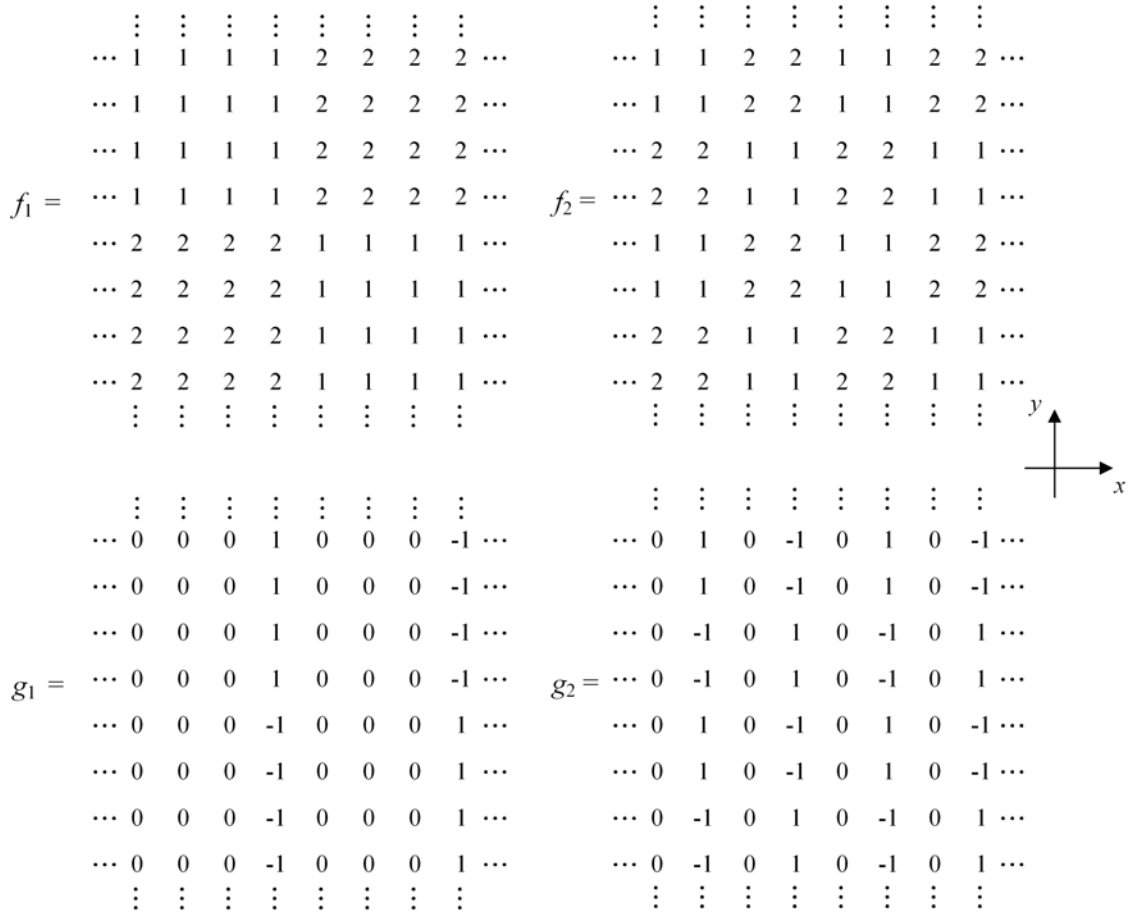 ⋮ ⋮ ⋮ ⋮ ⋮ ⋮ ⋮ ⋮
⋯ 1 1 1 1 2 2 2 2 ⋯
⋯ 1 1 1 1 2 2 2 2 ⋯
⋯ 1 1 1 1 2 2 2 2 ⋯
f₁ = ⋯ 1 1 1 1 2 2 2 2 ⋯
⋯ 2 2 2 2 1 1 1 1 ⋯
⋯ 2 2 2 2 1 1 1 1 ⋯
⋯ 2 2 2 2 1 1 1 1 ⋯
⋯ 2 2 2 2 1 1 1 1 ⋯
⋮ ⋮ ⋮ ⋮ ⋮ ⋮ ⋮ ⋮
⋮ ⋮ ⋮ ⋮ ⋮ ⋮ ⋮ ⋮
⋯ 1 1 2 2 1 1 2 2 ⋯
⋯ 1 1 2 2 1 1 2 2 ⋯
⋯ 2 2 1 1 2 2 1 1 ⋯
f₂ = ⋯ 2 2 1 1 2 2 1 1 ⋯
⋯ 1 1 2 2 1 1 2 2 ⋯
⋯ 1 1 2 2 1 1 2 2 ⋯
⋯ 2 2 1 1 2 2 1 1 ⋯
⋯ 2 2 1 1 2 2 1 1 ⋯
⋮ ⋮ ⋮ ⋮ ⋮ ⋮ ⋮ ⋮
y
x
⋮ ⋮ ⋮ ⋮ ⋮ ⋮ ⋮ ⋮
⋯ 0 0 0 1 0 0 0 -1 ⋯
⋯ 0 0 0 1 0 0 0 -1 ⋯
⋯ 0 0 0 1 0 0 0 -1 ⋯
g₁ = ⋯ 0 0 0 1 0 0 0 -1 ⋯
⋯ 0 0 0 -1 0 0 0 1 ⋯
⋯ 0 0 0 -1 0 0 0 1 ⋯
⋯ 0 0 0 -1 0 0 0 1 ⋯
⋯ 0 0 0 -1 0 0 0 1 ⋯
⋮ ⋮ ⋮ ⋮ ⋮ ⋮ ⋮ ⋮
⋮ ⋮ ⋮ ⋮ ⋮ ⋮ ⋮ ⋮
⋯ 0 1 0 -1 0 1 0 -1 ⋯
⋯ 0 1 0 -1 0 1 0 -1 ⋯
⋯ 0 -1 0 1 0 -1 0 1 ⋯
g₂ = ⋯ 0 -1 0 1 0 -1 0 1 ⋯
⋯ 0 1 0 -1 0 1 0 -1 ⋯
⋯ 0 1 0 -1 0 1 0 -1 ⋯
⋯ 0 -1 0 1 0 -1 0 1 ⋯
⋯ 0 -1 0 1 0 -1 0 1 ⋯
⋮ ⋮ ⋮ ⋮ ⋮ ⋮ ⋮ ⋮